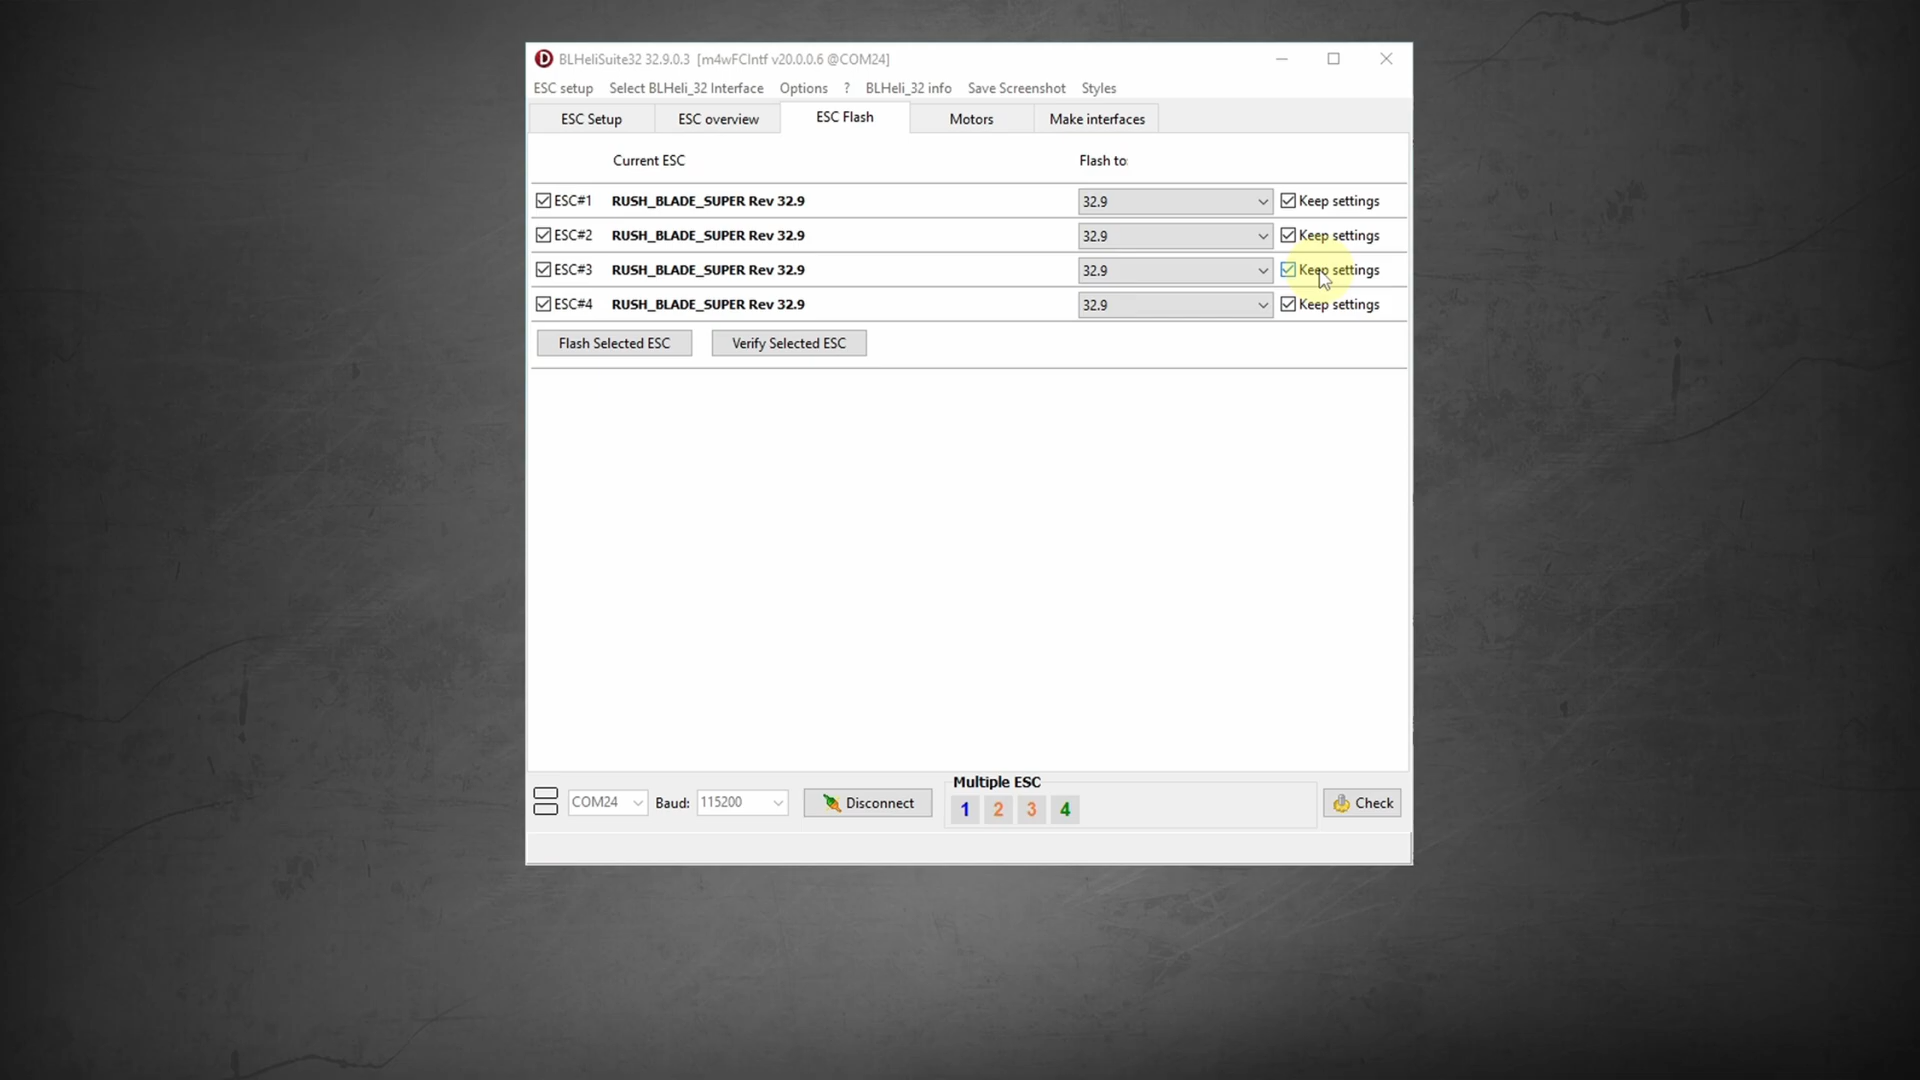 BLHeliSuite32 32.9.0.3 [m4wFCIntf v20.0.0.6 @COM24]
ESC setup Select BLHeli_32 Interface Options ? BLHeli_32 info Save Screenshot Styles
ESC Setup ESC overview ESC Flash Motors Make interfaces
Current ESC Flash to:
ESC#1 RUSH_BLADE_SUPER Rev 32.9 32.9 Keep settings
ESC#2 RUSH_BLADE_SUPER Rev 32.9 32.9 Keep settings
ESC#3 RUSH_BLADE_SUPER Rev 32.9 32.9 Keep settings
ESC#4 RUSH_BLADE_SUPER Rev 32.9 32.9 Keep settings
Flash Selected ESC Verify Selected ESC
Multiple ESC
COM24 Baud: 115200 Disconnect 1 2 3 4 Check